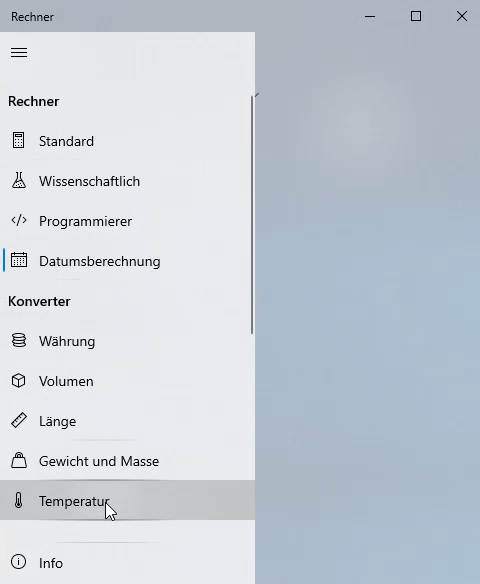 Rechner
Rechner
Standard
Wissenschaftlich
Programmierer
Datumsberechnung
Konverter
Währung
Volumen
Länge
Gewicht und Masse
Temperatur
Info